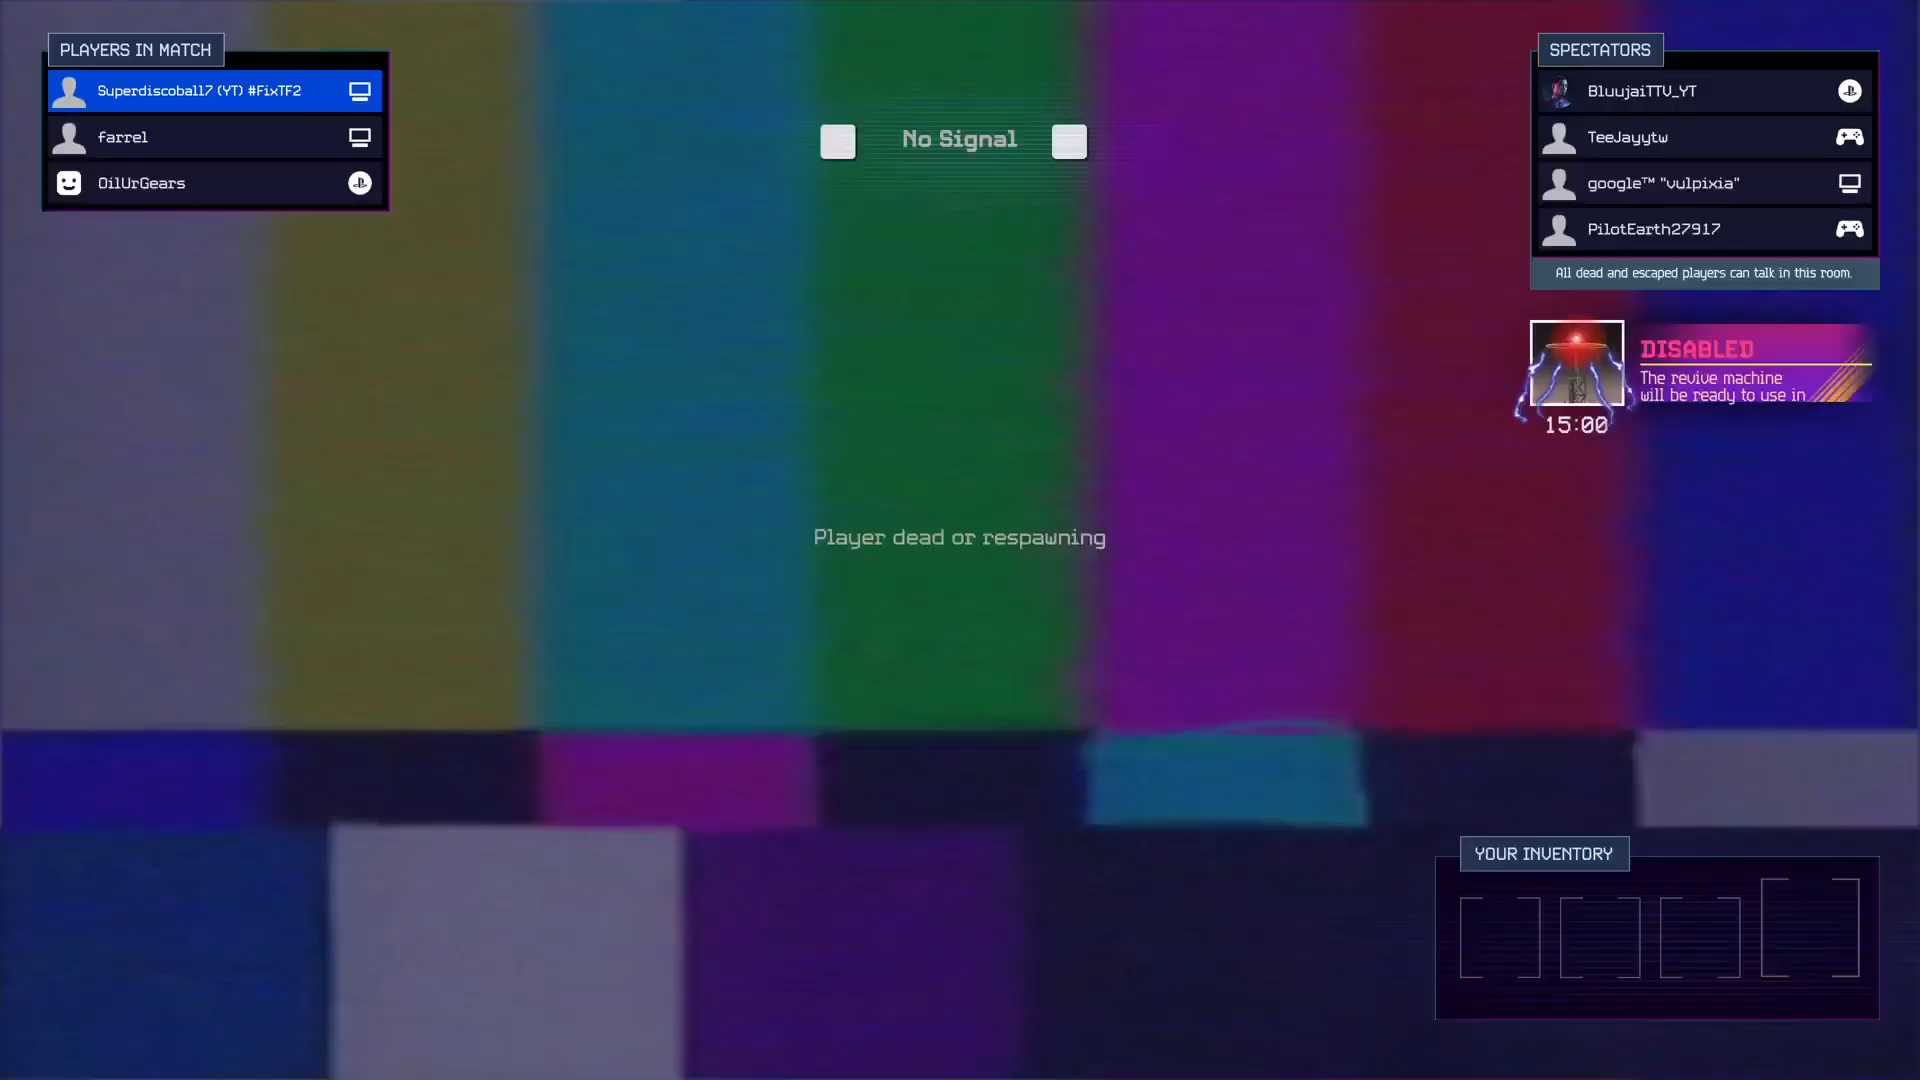 PLAYERS IN MATCH
Superdiscoball7 (YT) #FixTF2
farrel
OilUrGears
No Signal
Player dead or respawning
SPECTATORS
BluujaiTTV_YT
TeeJayytw
google™ "vulpixia"
PilotEarth27917
All dead and escaped players can talk in this room.
DISABLED
The revive machine
will be ready to use in
15:00
YOUR INVENTORY